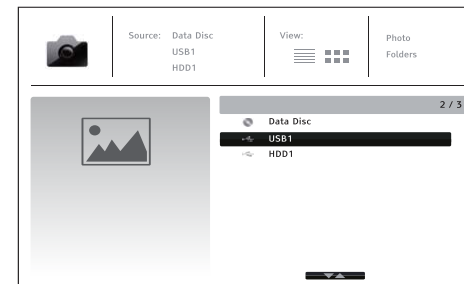 Source: Data Disc
USB1
HDD1
View:
Photo
Folders
2 / 3
Data Disc
USB1
HDD1